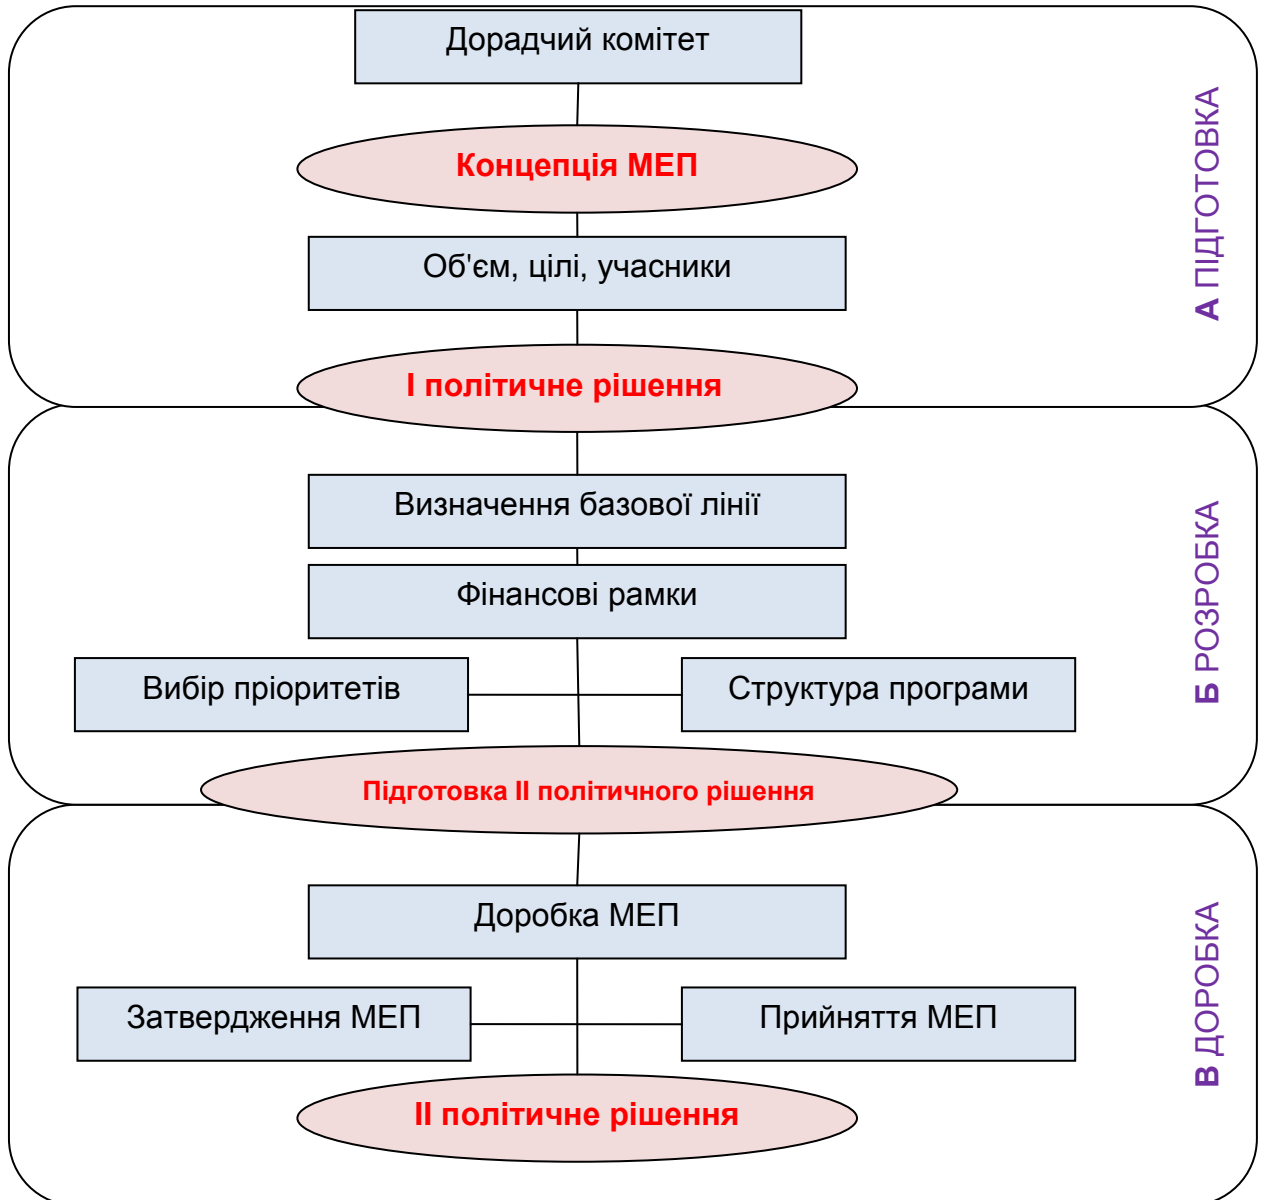 Дорадчий комітет
Концепція МЕП
Об'єм, цілі, учасники
І політичне рішення
А ПІДГОТОВКА
Визначення базової лінії
Фінансові рамки
Вибір пріоритетів
Структура програми
Підготовка ІІ політичного рішення
Б РОЗРОБКА
Доробка МЕП
Затвердження МЕП
Прийняття МЕП
ІІ політичне рішення
В ДОРОБКА